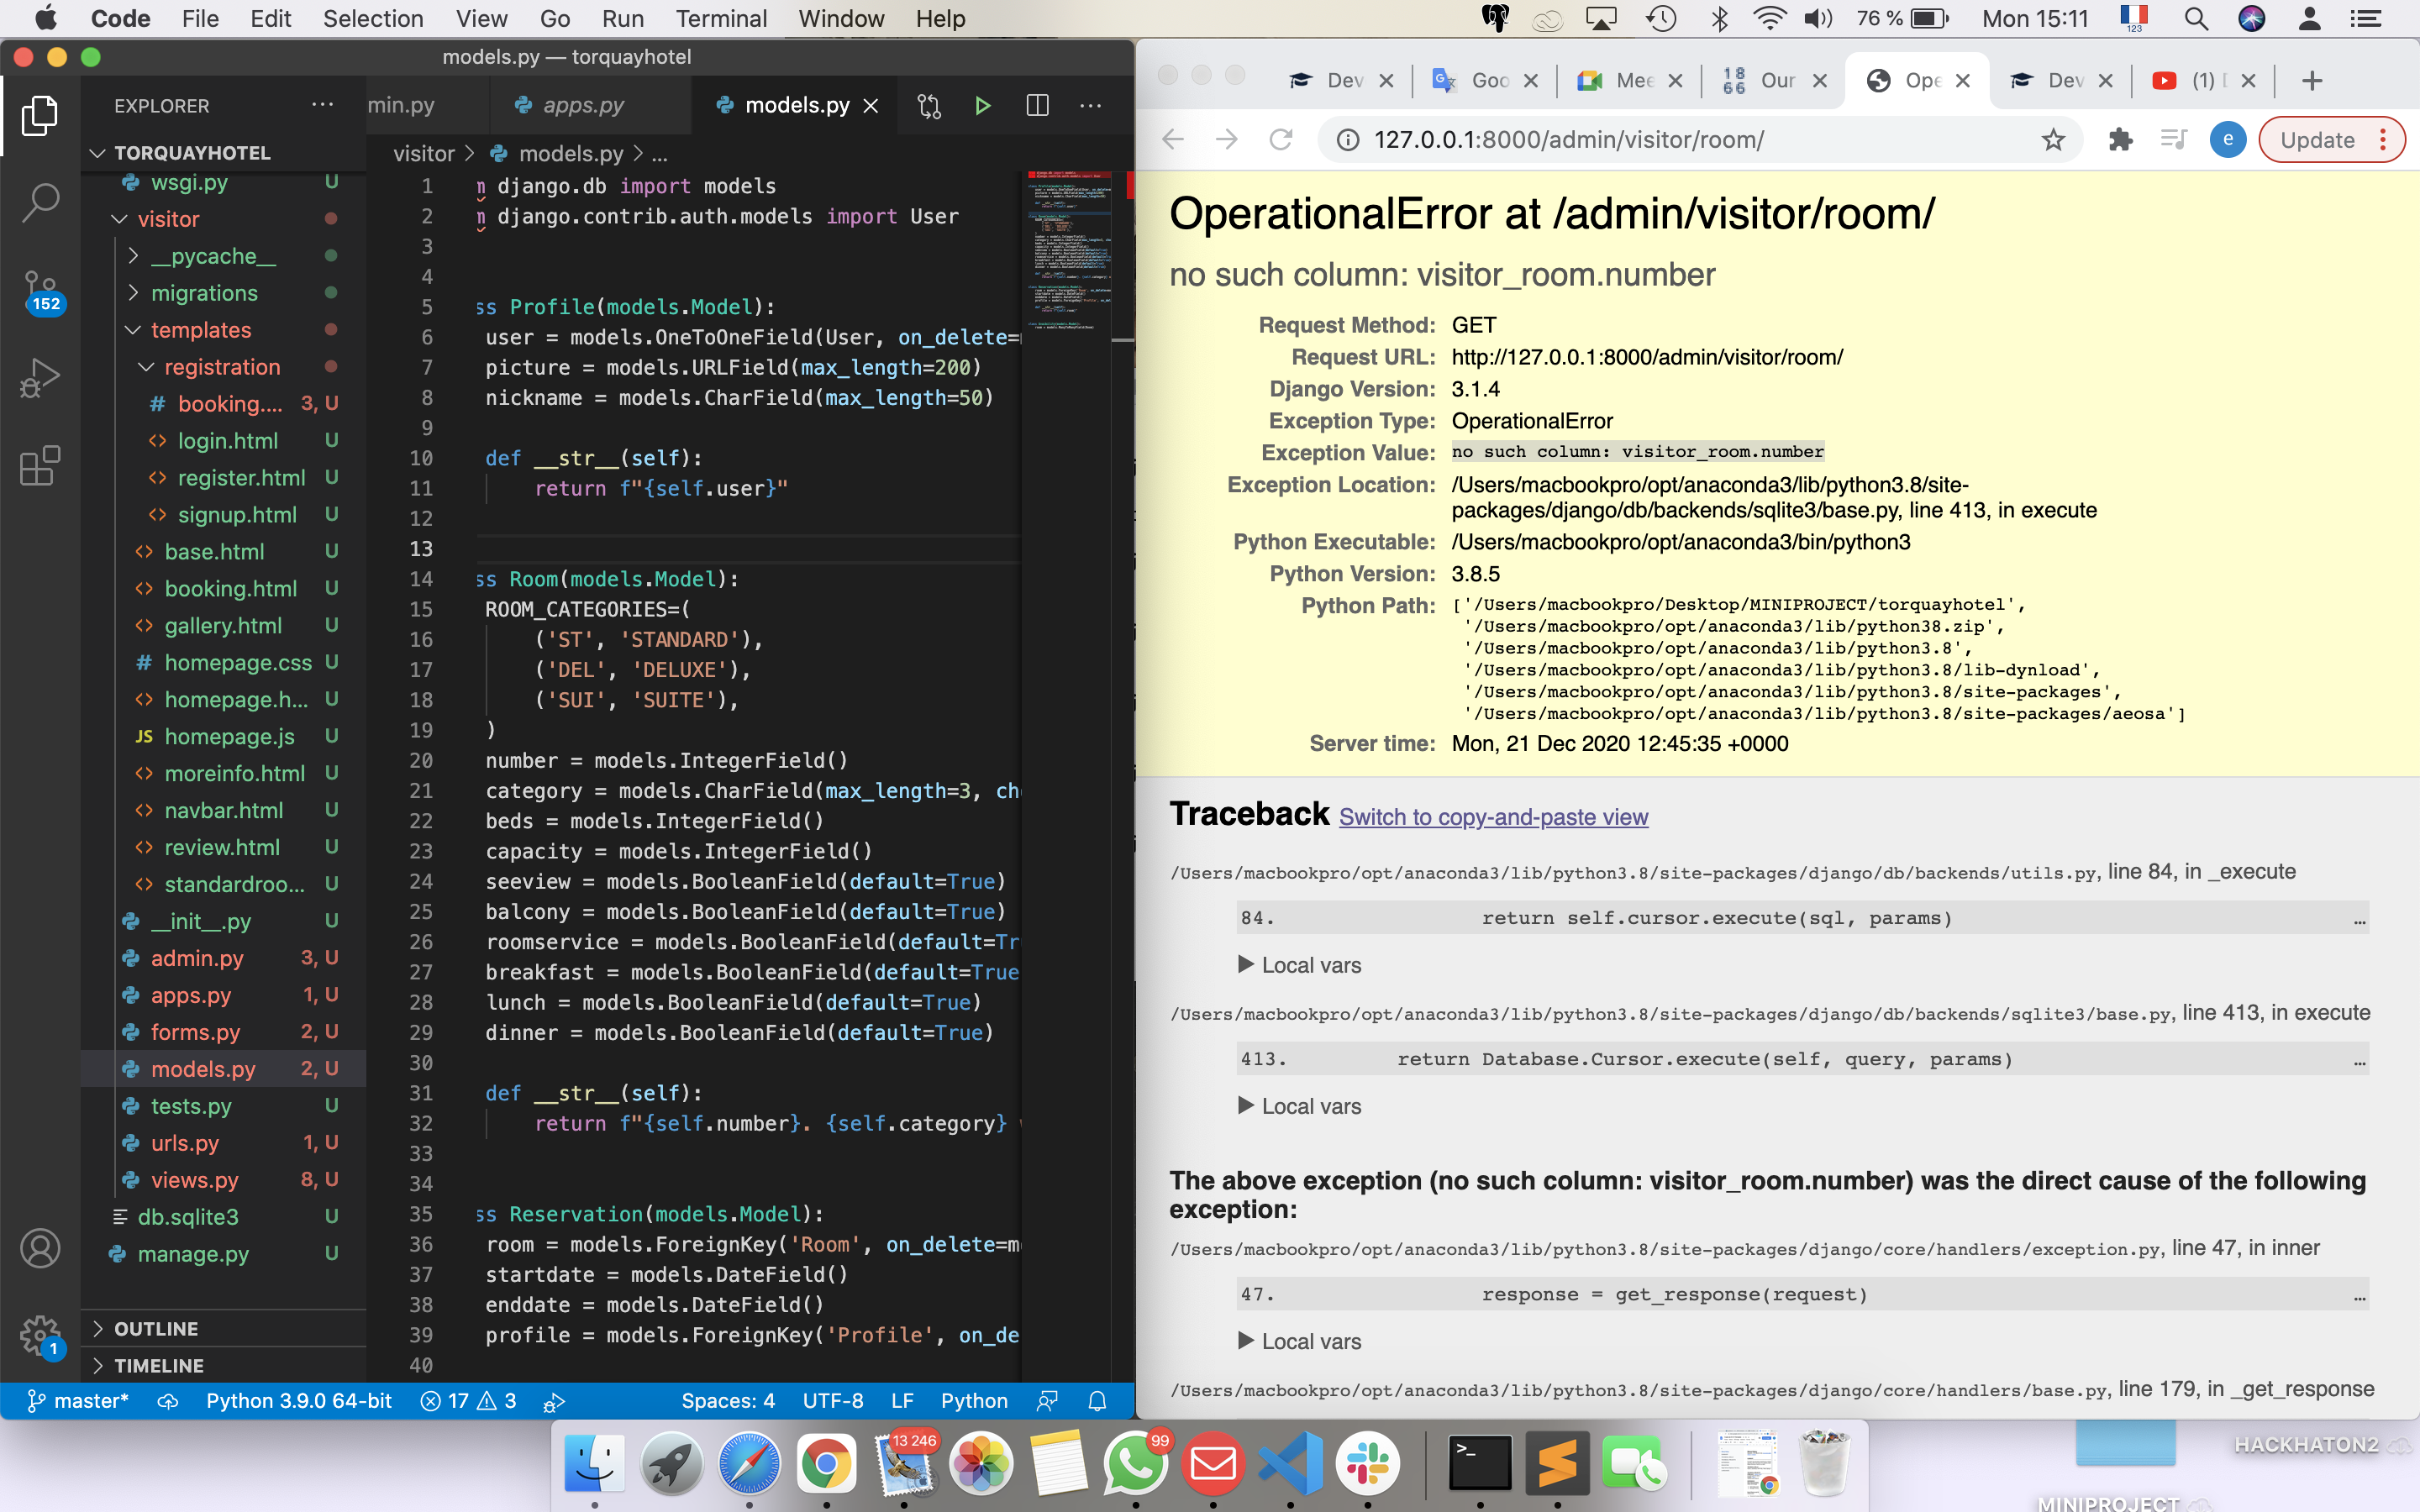 Code File Edit Selection View Go Run Terminal Window Help 76 % Mon 15:11 123
models.py — torquayhotel
EXPLORER ...
min.py apps.py models.py
TORQUAYHOTEL
visitor > models.py > ...
wsgi.py U
visitor
__pycache__
migrations
templates
registration
booking.... 3, U
login.html U
register.html U
signup.html U
base.html U
booking.html U
gallery.html U
homepage.css U
homepage.h... U
JS homepage.js U
moreinfo.html U
navbar.html U
review.html U
standardroo... U
__init__.py U
admin.py 3, U
apps.py 1, U
forms.py 2, U
models.py 2, U
tests.py U
urls.py 1, U
views.py 8, U
db.sqlite3 U
manage.py U
OUTLINE
TIMELINE
152
1
1 m django.db import models
2 m django.contrib.auth.models import User
3
4
5 ss Profile(models.Model):
6 user = models.OneToOneField(User, on_delete=
7 picture = models.URLField(max_length=200)
8 nickname = models.CharField(max_length=50)
9
10 def __str__(self):
11 return f"{self.user}"
12
13
14 ss Room(models.Model):
15 ROOM_CATEGORIES=(
16 ('ST', 'STANDARD'),
17 ('DEL', 'DELUXE'),
18 ('SUI', 'SUITE'),
19 )
20 number = models.IntegerField()
21 category = models.CharField(max_length=3, ch
22 beds = models.IntegerField()
23 capacity = models.IntegerField()
24 seeview = models.BooleanField(default=True)
25 balcony = models.BooleanField(default=True)
26 roomservice = models.BooleanField(default=Tr
27 breakfast = models.BooleanField(default=True
28 lunch = models.BooleanField(default=True)
29 dinner = models.BooleanField(default=True)
30
31 def __str__(self):
32 return f"{self.number}. {self.category}
33
34
35 ss Reservation(models.Model):
36 room = models.ForeignKey('Room', on_delete=m
37 startdate = models.DateField()
38 enddate = models.DateField()
39 profile = models.ForeignKey('Profile', on_de
40
master* Python 3.9.0 64-bit 17 3 Spaces: 4 UTF-8 LF Python
Dev Goo Mee 18 66 Our Ope Dev (1)
127.0.0.1:8000/admin/visitor/room/ e Update
OperationalError at /admin/visitor/room/
no such column: visitor_room.number
Request Method: GET
Request URL: http://127.0.0.1:8000/admin/visitor/room/
Django Version: 3.1.4
Exception Type: OperationalError
Exception Value: no such column: visitor_room.number
Exception Location: /Users/macbookpro/opt/anaconda3/lib/python3.8/site-
packages/django/db/backends/sqlite3/base.py, line 413, in execute
Python Executable: /Users/macbookpro/opt/anaconda3/bin/python3
Python Version: 3.8.5
Python Path: ['/Users/macbookpro/Desktop/MINIPROJECT/torquayhotel',
'/Users/macbookpro/opt/anaconda3/lib/python38.zip',
'/Users/macbookpro/opt/anaconda3/lib/python3.8',
'/Users/macbookpro/opt/anaconda3/lib/python3.8/lib-dynload',
'/Users/macbookpro/opt/anaconda3/lib/python3.8/site-packages',
'/Users/macbookpro/opt/anaconda3/lib/python3.8/site-packages/aeosa']
Server time: Mon, 21 Dec 2020 12:45:35 +0000
Traceback Switch to copy-and-paste view
/Users/macbookpro/opt/anaconda3/lib/python3.8/site-packages/django/db/backends/utils.py, line 84, in _execute
84. return self.cursor.execute(sql, params) …
▶ Local vars
/Users/macbookpro/opt/anaconda3/lib/python3.8/site-packages/django/db/backends/sqlite3/base.py, line 413, in execute
413. return Database.Cursor.execute(self, query, params) …
▶ Local vars
The above exception (no such column: visitor_room.number) was the direct cause of the following
exception:
/Users/macbookpro/opt/anaconda3/lib/python3.8/site-packages/django/core/handlers/exception.py, line 47, in inner
47. response = get_response(request) …
▶ Local vars
/Users/macbookpro/opt/anaconda3/lib/python3.8/site-packages/django/core/handlers/base.py, line 179, in _get_response
13 246
99
HACKHATON2
MINIPROJECT